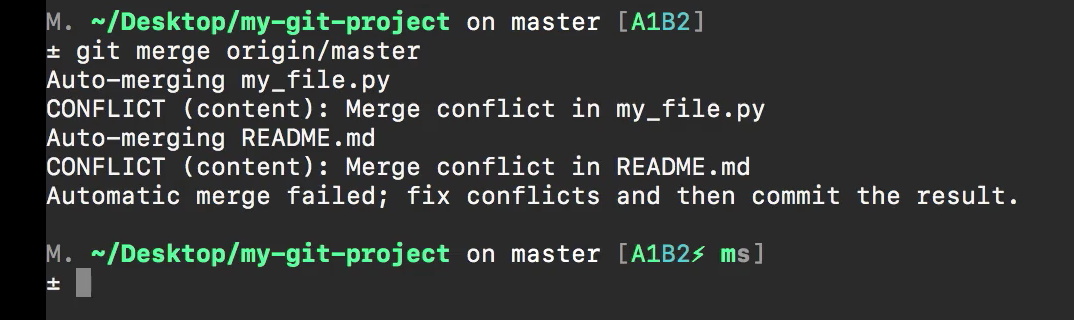 M. ~/Desktop/my-git-project on master [A1B2]
± git merge origin/master
Auto-merging my_file.py
CONFLICT (content): Merge conflict in my_file.py
Auto-merging README.md
CONFLICT (content): Merge conflict in README.md
Automatic merge failed; fix conflicts and then commit the result.
M. ~/Desktop/my-git-project on master [A1B2⚡ ms]
±